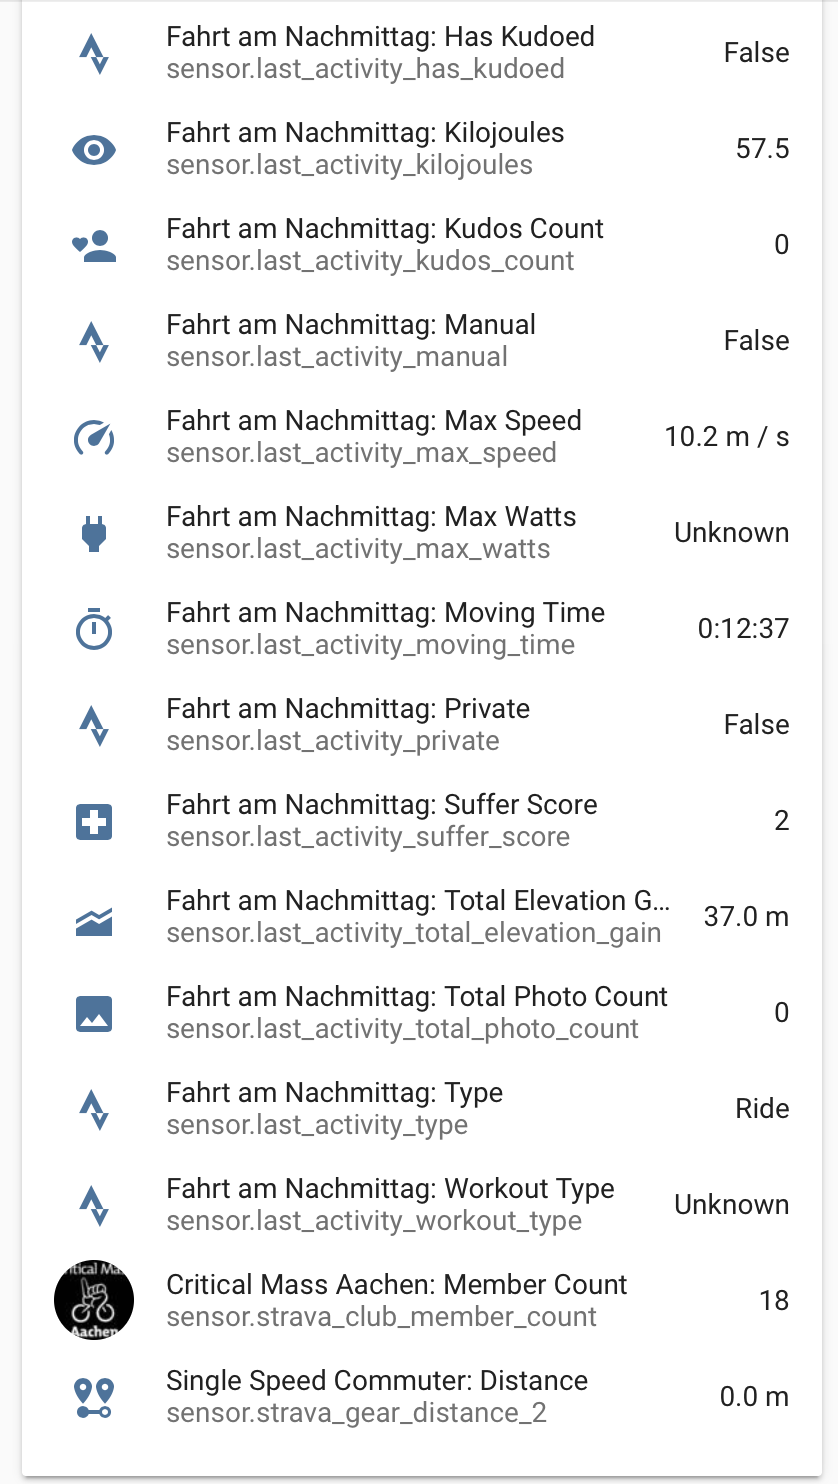 Fahrt am Nachmittag: Has Kudoed
sensor.last_activity_has_kudoed
False
Fahrt am Nachmittag: Kilojoules
sensor.last_activity_kilojoules
57.5
Fahrt am Nachmittag: Kudos Count
sensor.last_activity_kudos_count
0
Fahrt am Nachmittag: Manual
sensor.last_activity_manual
False
Fahrt am Nachmittag: Max Speed
sensor.last_activity_max_speed
10.2 m / s
Fahrt am Nachmittag: Max Watts
sensor.last_activity_max_watts
Unknown
Fahrt am Nachmittag: Moving Time
sensor.last_activity_moving_time
0:12:37
Fahrt am Nachmittag: Private
sensor.last_activity_private
False
Fahrt am Nachmittag: Suffer Score
sensor.last_activity_suffer_score
2
Fahrt am Nachmittag: Total Elevation G...
sensor.last_activity_total_elevation_gain
37.0 m
Fahrt am Nachmittag: Total Photo Count
sensor.last_activity_total_photo_count
0
Fahrt am Nachmittag: Type
sensor.last_activity_type
Ride
Fahrt am Nachmittag: Workout Type
sensor.last_activity_workout_type
Unknown
itical Ma
Aachen
Critical Mass Aachen: Member Count
sensor.strava_club_member_count
18
Single Speed Commuter: Distance
sensor.strava_gear_distance_2
0.0 m